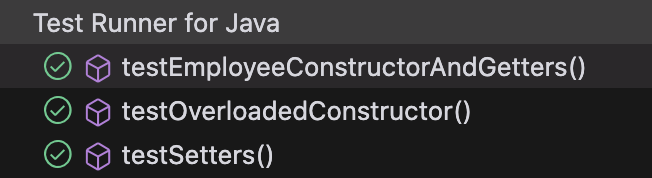 Test Runner for Java
testEmployeeConstructorAndGetters()
testOverloadedConstructor()
testSetters()